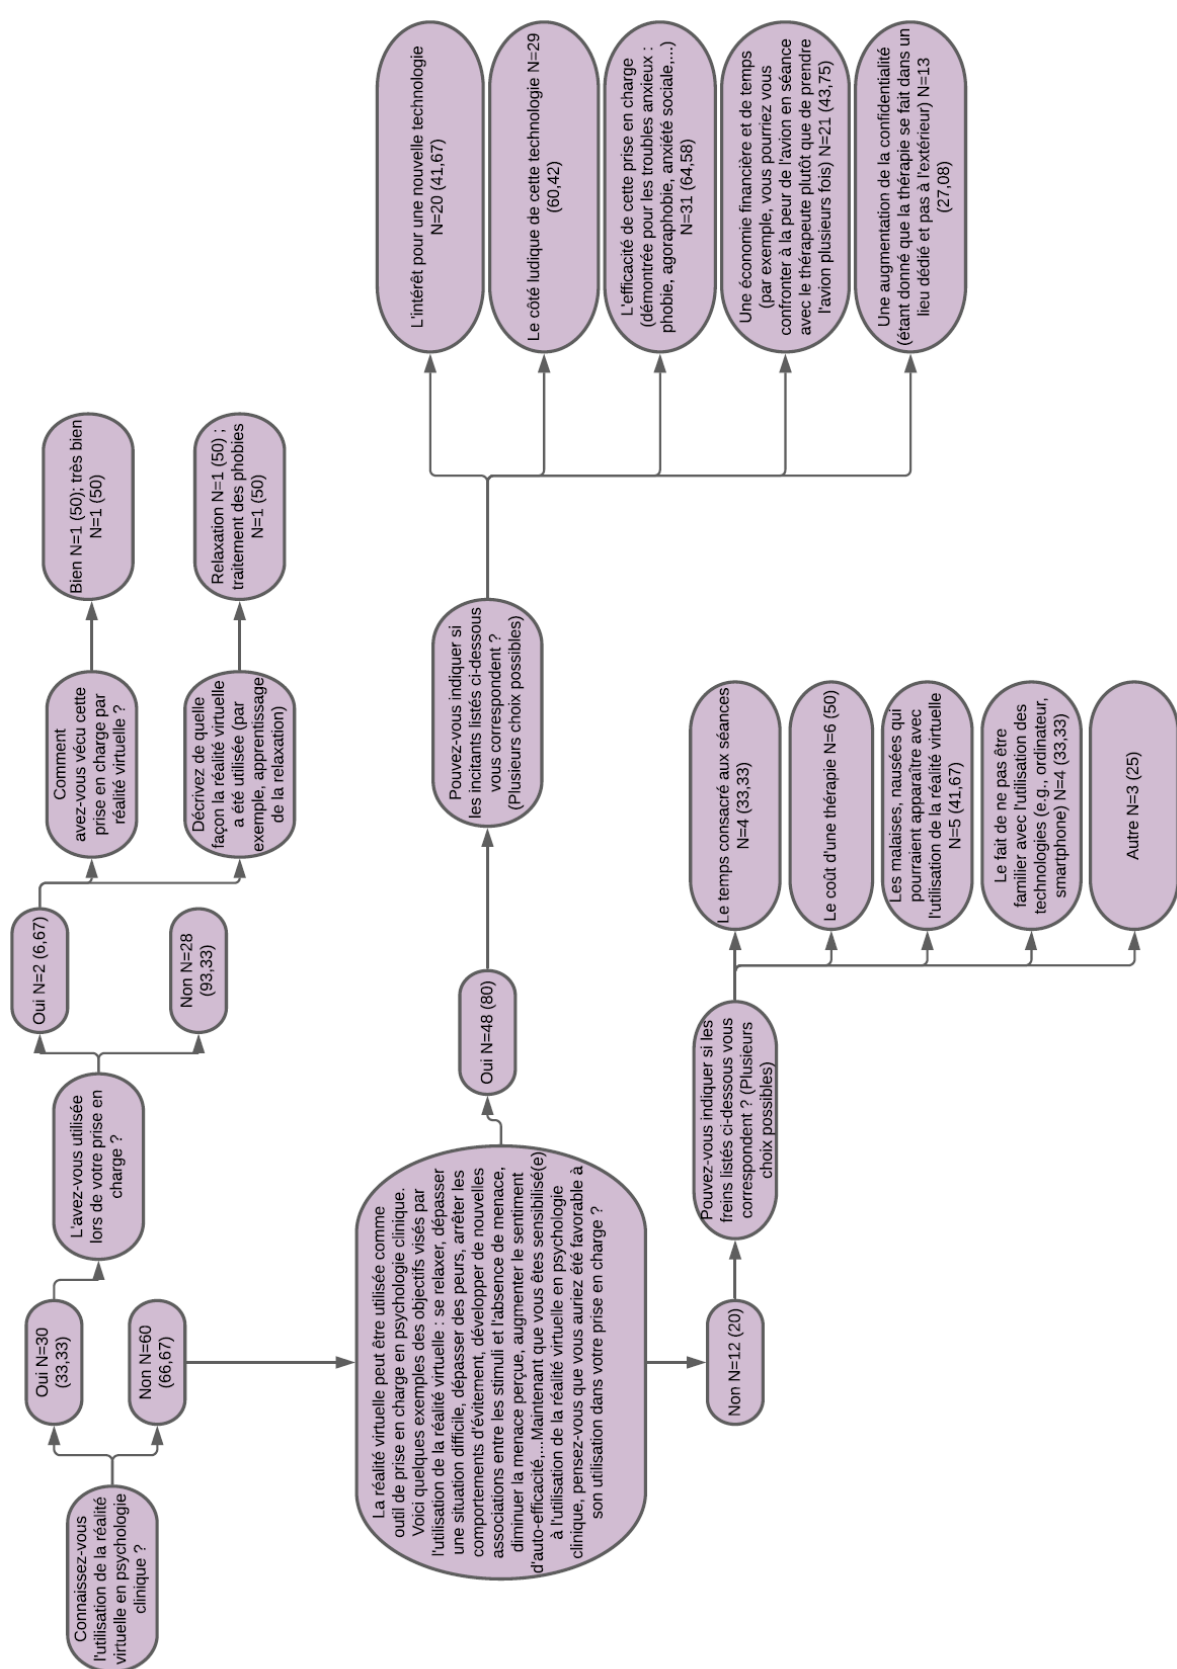 Connaissez-vous
l'utilisation de la réalité
virtuelle en psychologie
clinique ?
Oui N=30
(33,33)
Non N=60
(66,67)
L'avez-vous utilisée
lors de votre prise en
charge ?
Oui N=2 (6,67)
Non N=28
(93,33)
Comment
avez-vous vécu cette
prise en charge par
réalité virtuelle ?
Bien N=1 (50); très bien
N=1 (50)
Décrivez de quelle
façon la réalité virtuelle
a été utilisée (par
exemple, apprentissage
de la relaxation)
Relaxation N=1 (50) ;
traitement des phobies
N=1 (50)
La réalité virtuelle peut être utilisée comme
outil de prise en charge en psychologie clinique.
Voici quelques exemples des objectifs visés par
l'utilisation de la réalité virtuelle : se relaxer, dépasser
une situation difficile, dépasser des peurs, arrêter les
comportements d'évitement, développer de nouvelles
associations entre les stimuli et l'absence de menace,
diminuer la menace perçue, augmenter le sentiment
d'auto-efficacité,...Maintenant que vous êtes sensibilisé(e)
à l'utilisation de la réalité virtuelle en psychologie
clinique, pensez-vous que vous auriez été favorable à
son utilisation dans votre prise en charge ?
Oui N=48 (80)
Pouvez-vous indiquer si
les incitants listés ci-dessous
vous correspondent ?
(Plusieurs choix possibles)
L'intérêt pour une nouvelle technologie
N=20 (41,67)
Le côté ludique de cette technologie N=29
(60,42)
L'efficacité de cette prise en charge
(démontrée pour les troubles anxieux :
phobie, agoraphobie, anxiété sociale,...)
N=31 (64,58)
Une économie financière et de temps
(par exemple, vous pourriez vous
confronter à la peur de l'avion en séance
avec le thérapeute plutôt que de prendre
l'avion plusieurs fois) N=21 (43,75)
Une augmentation de la confidentialité
(étant donné que la thérapie se fait dans un
lieu dédié et pas à l'extérieur) N=13
(27,08)
Non N=12 (20)
Pouvez-vous indiquer si les
freins listés ci-dessous vous
correspondent ? (Plusieurs
choix possibles)
Le temps consacré aux séances
N=4 (33,33)
Le coût d'une thérapie N=6 (50)
Les malaises, nausées qui
pourraient apparaître avec
l'utilisation de la réalité virtuelle
N=5 (41,67)
Le fait de ne pas être
familier avec l'utilisation des
technologies (e.g., ordinateur,
smartphone) N=4 (33,33)
Autre N=3 (25)